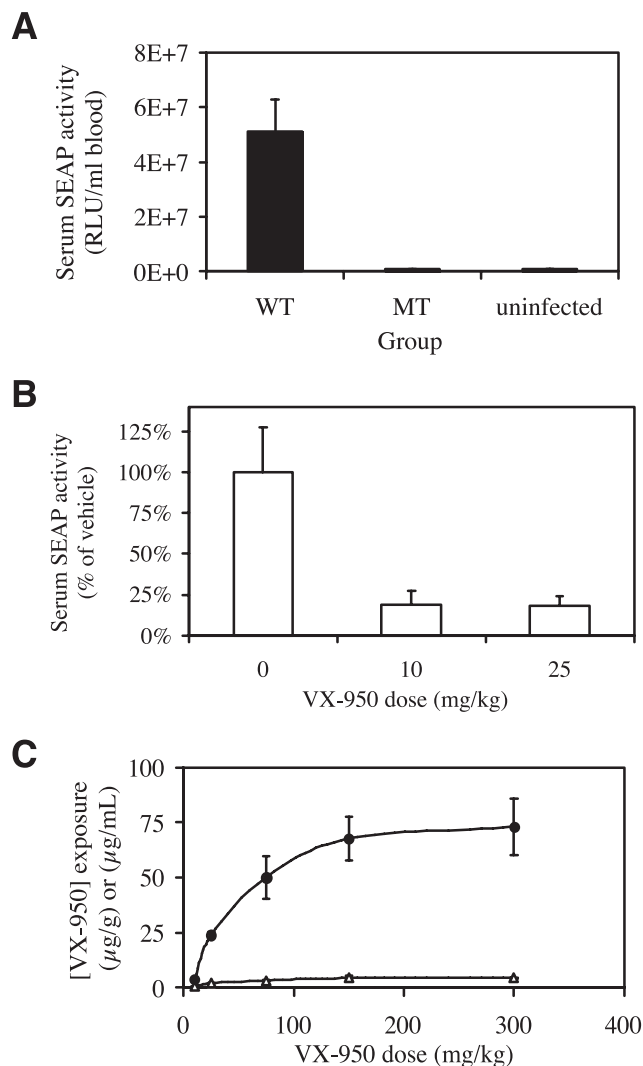 A
Serum SEAP activity
(RLU/ml blood)
8E+7
6E+7
4E+7
2E+7
0E+0
WT MT uninfected
Group
B
Serum SEAP activity
(% of vehicle)
125%
100%
75%
50%
25%
0%
0 10 25
VX-950 dose (mg/kg)
C
[VX-950] exposure
(µg/g) or (µg/mL)
100
75
50
25
0
0 100 200 300 400
VX-950 dose (mg/kg)